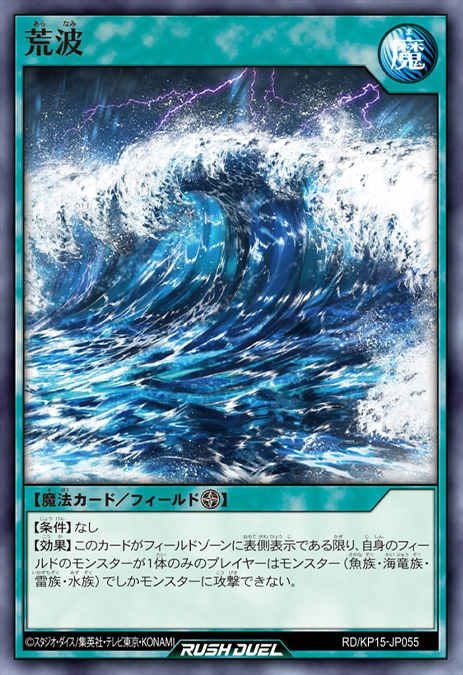 荒波
魔
【魔法カード／フィールド】
【条件】なし
【効果】このカードがフィールドゾーンに表側表示である限り、自身のフィー
ルドのモンスターが1体のみのプレイヤーはモンスター（魚族・海竜族・
雷族・水族）でしかモンスターに攻撃できない。
©スタジオ・ダイス/集英社・テレビ東京・KONAMI
RUSH DUEL
RD/KP15-JP055